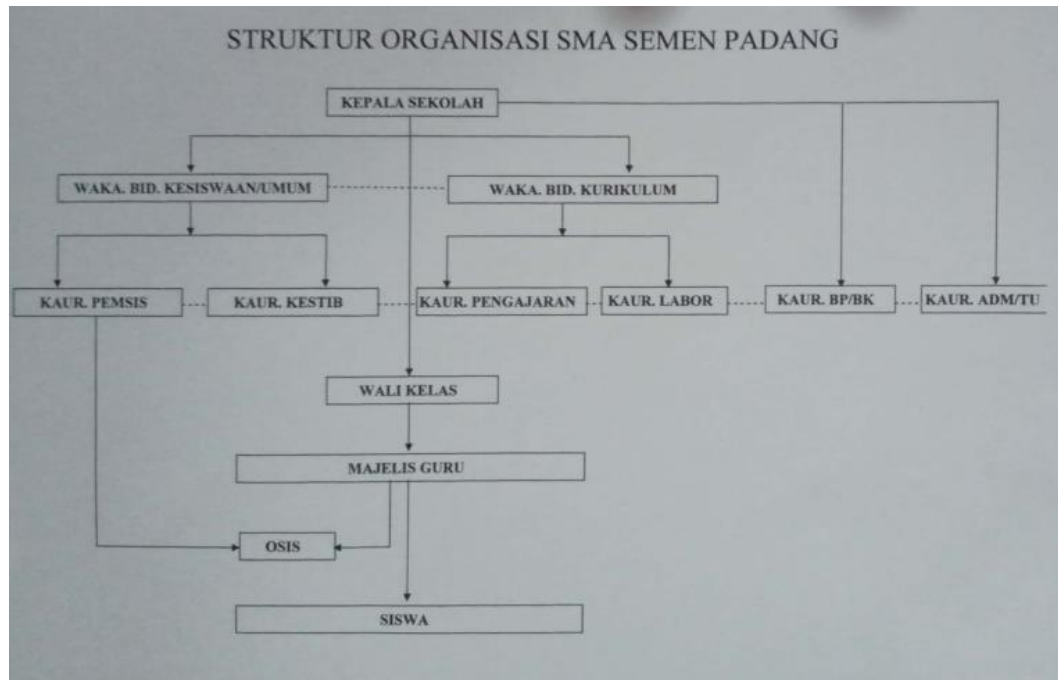 STRUKTUR ORGANISASI SMA SEMEN PADANG
KEPALA SEKOLAH
WAKA. BID. KESISWAAN/UMUM
WAKA. BID. KURIKULUM
KAUR. PEMSIS
KAUR. KESTIB
KAUR. PENGAJARAN
KAUR. LABOR
KAUR. BP/BK
KAUR. ADM/TU
WALI KELAS
MAJELIS GURU
OSIS
SISWA